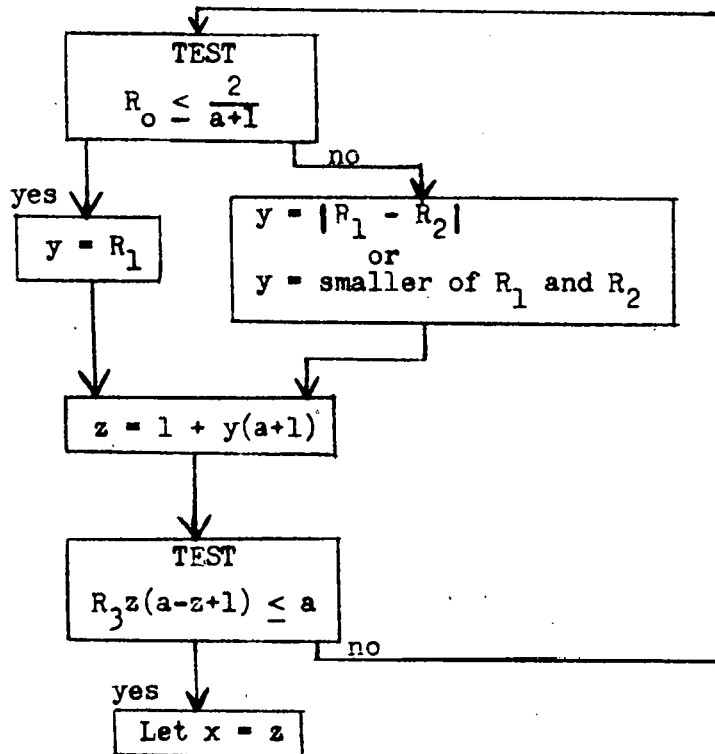 TEST
R₀ ≤ 2/(a+1)
yes
no
y = R₁
y = |R₁ - R₂|
or
y = smaller of R₁ and R₂
z = 1 + y(a+1)
TEST
R₃z(a-z+1) ≤ a
no
yes
Let x = z